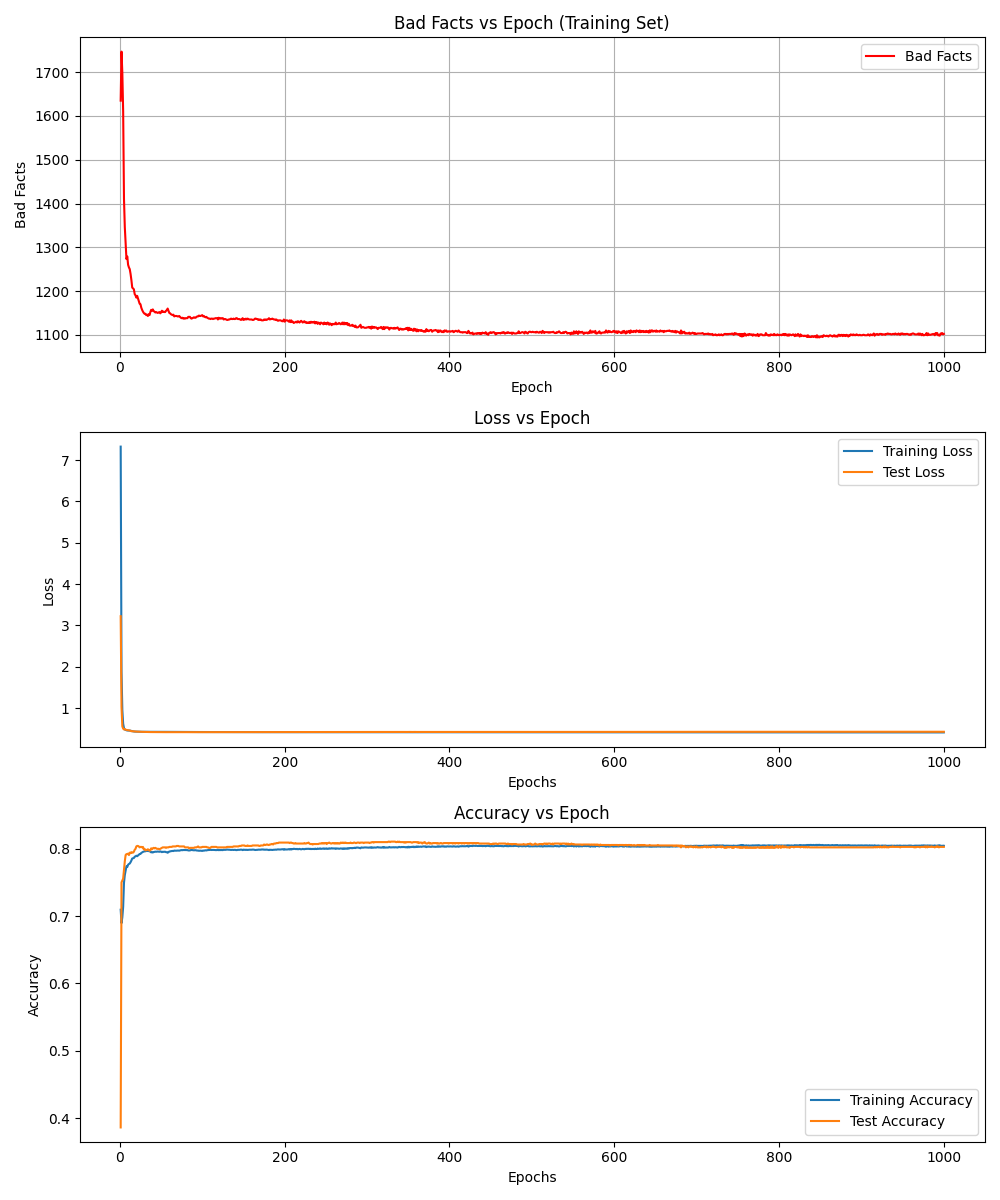 Bad Facts vs Epoch (Training Set)
Bad Facts
1700
1600
1500
1400
1300
1200
1100
Bad Facts
0 200 400 600 800 1000
Epoch
Loss vs Epoch
Training Loss
Test Loss
7
6
5
4
3
2
1
Loss
0 200 400 600 800 1000
Epochs
Accuracy vs Epoch
0.8
0.7
0.6
0.5
0.4
Accuracy
Training Accuracy
Test Accuracy
0 200 400 600 800 1000
Epochs